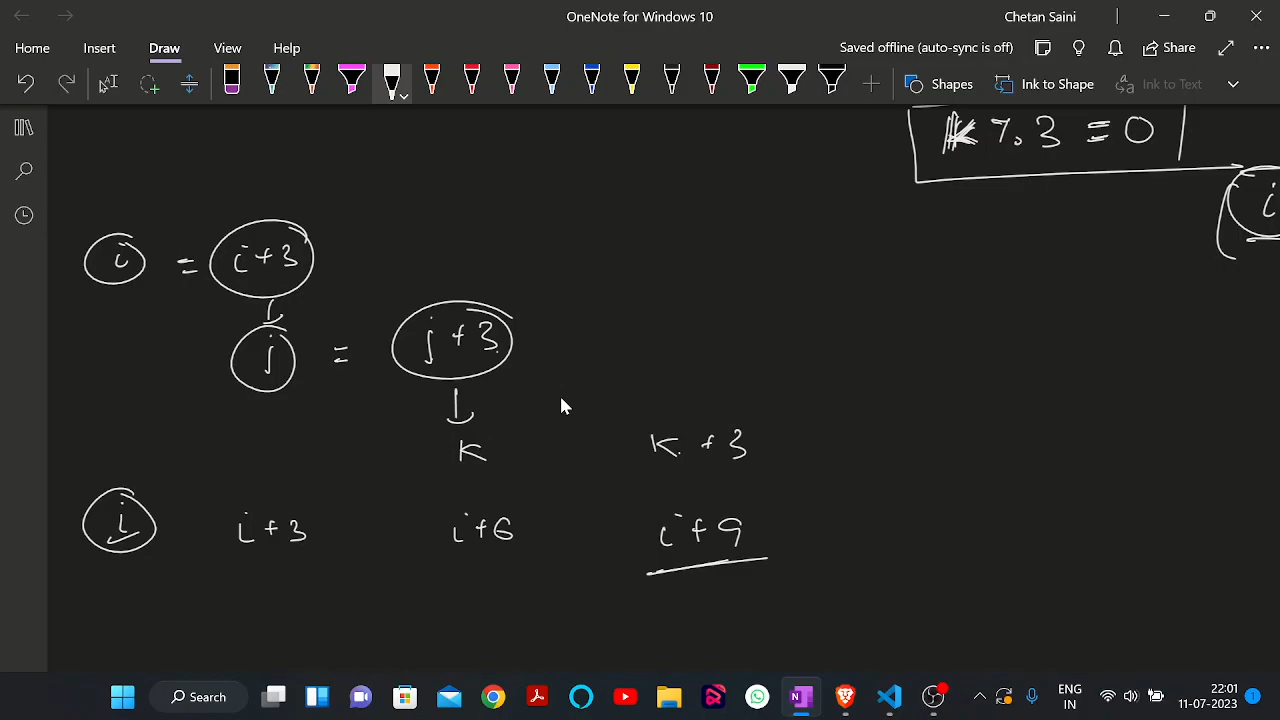 OneNote for Windows 10
Chetan Saini
Home Insert Draw View Help
Saved offline (auto-sync is off)
Share
Shapes
Ink to Shape
Ink to Text
K % 3 = 0
i
i = i+3
j = j+3
K
K + 3
i i+3 i+6 i+9
Search
ENG
IN
22:01
11-07-2023
1